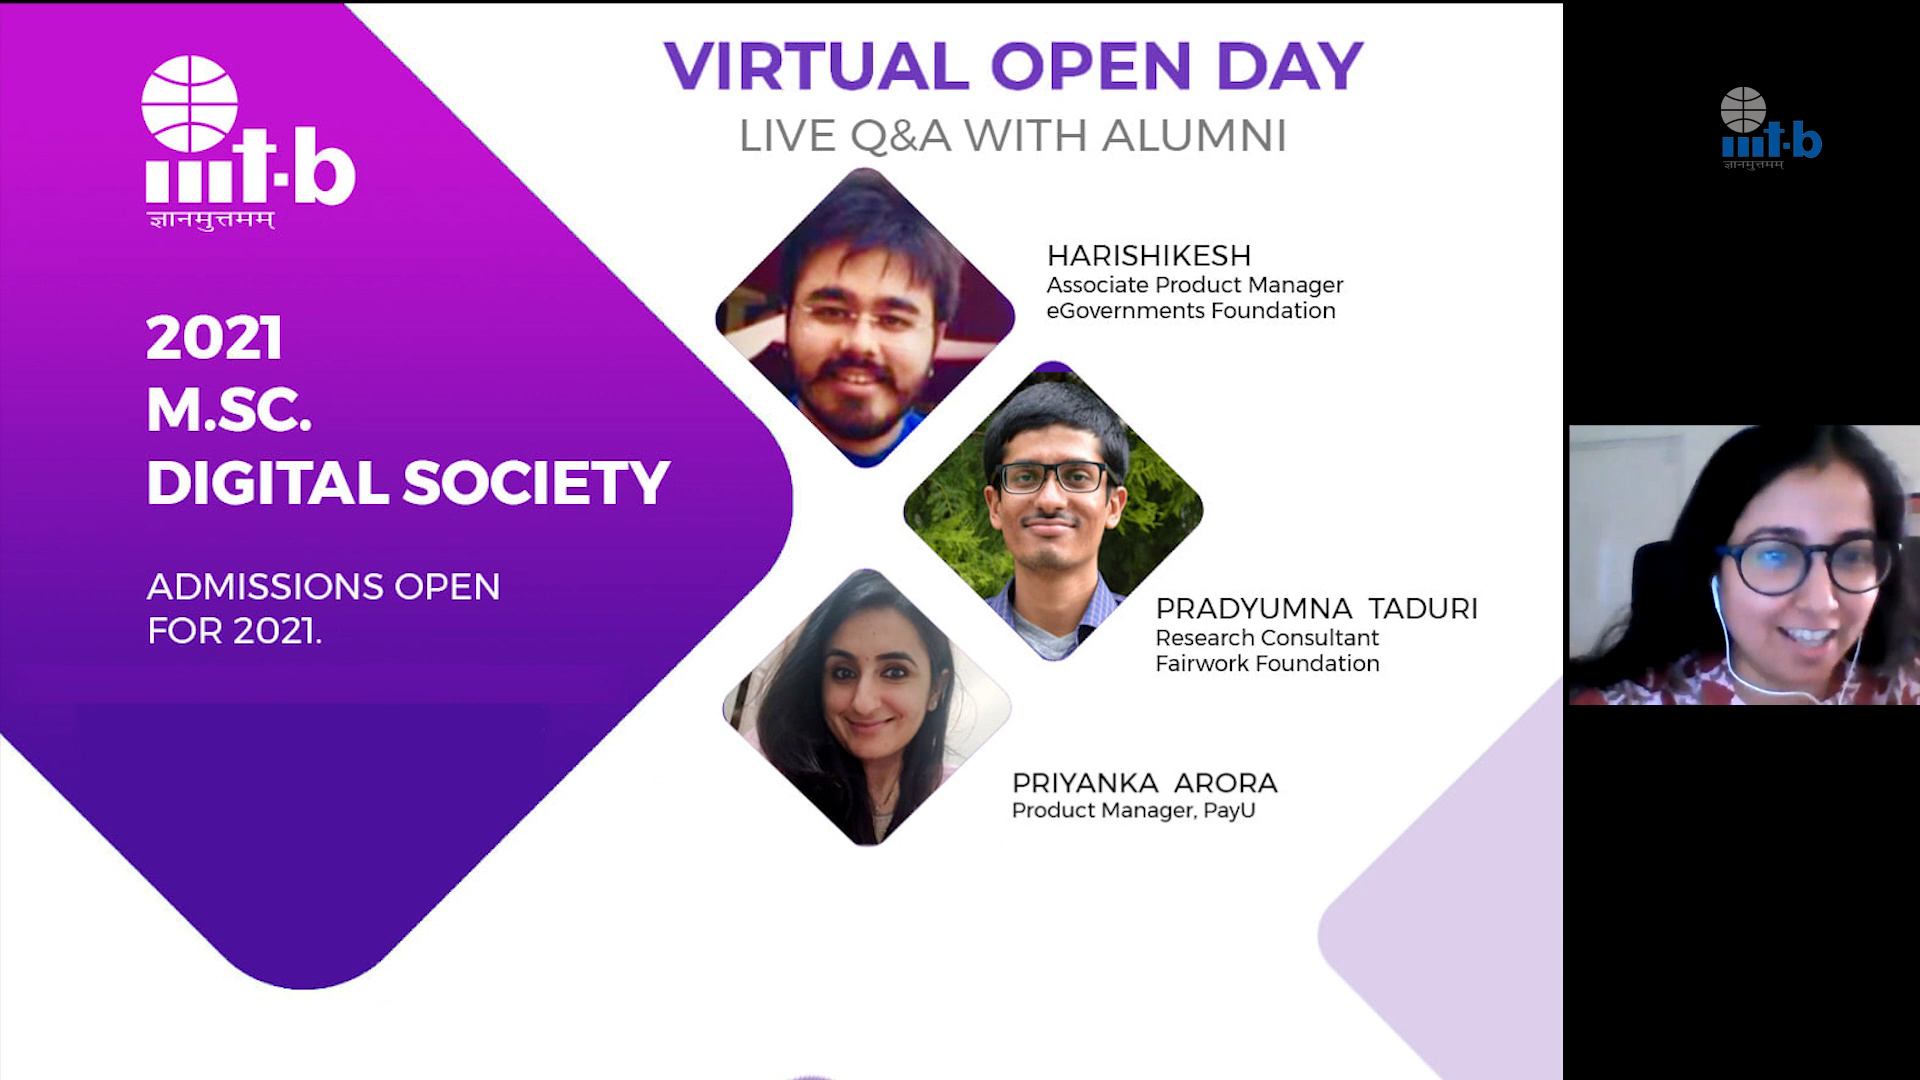 iiit-b
ज्ञानमुत्तमम्
2021
M.SC.
DIGITAL SOCIETY
ADMISSIONS OPEN
FOR 2021.
VIRTUAL OPEN DAY
LIVE Q&A WITH ALUMNI
HARISHIKESH
Associate Product Manager
eGovernments Foundation
PRADYUMNA TADURI
Research Consultant
Fairwork Foundation
PRIYANKA ARORA
Product Manager, PayU
iiit-b
ज्ञानमुत्तमम्